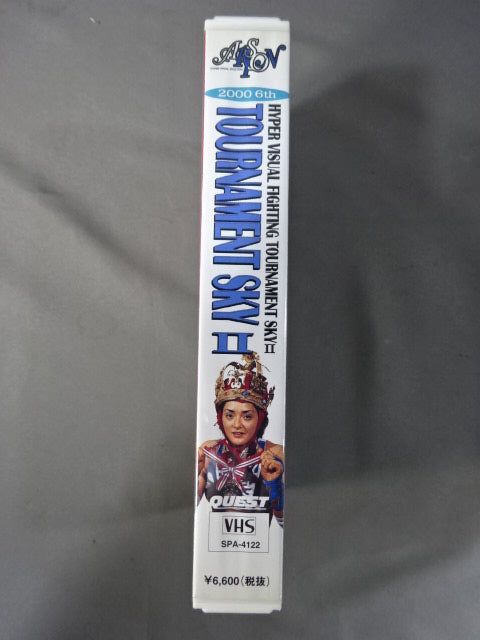 ARSION
2000 6th
HYPER VISUAL FIGHTING TOURNAMENT SKY II
TOURNAMENT SKY II
QUEST
VHS
SPA-4122
￥6,600(税抜)